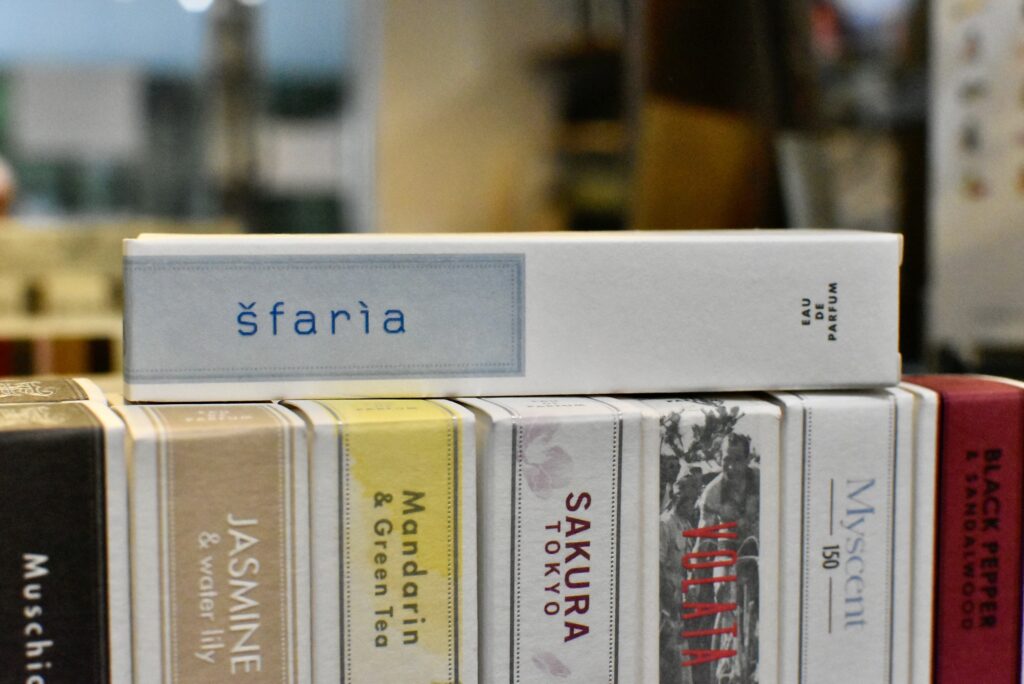 šfarìa
EAU
DE
PARFUM
Muschio
JASMINE
& water lily
Mandarin
& Green Tea
SAKURA
TOKYO
VOLATA
Myscent
150
BLACK PEPPER
& SANDALWOOD